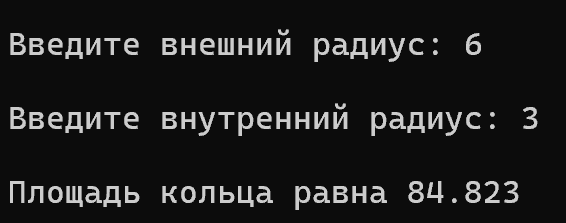 Введите внешний радиус: 6
Введите внутренний радиус: 3
Площадь кольца равна 84.823